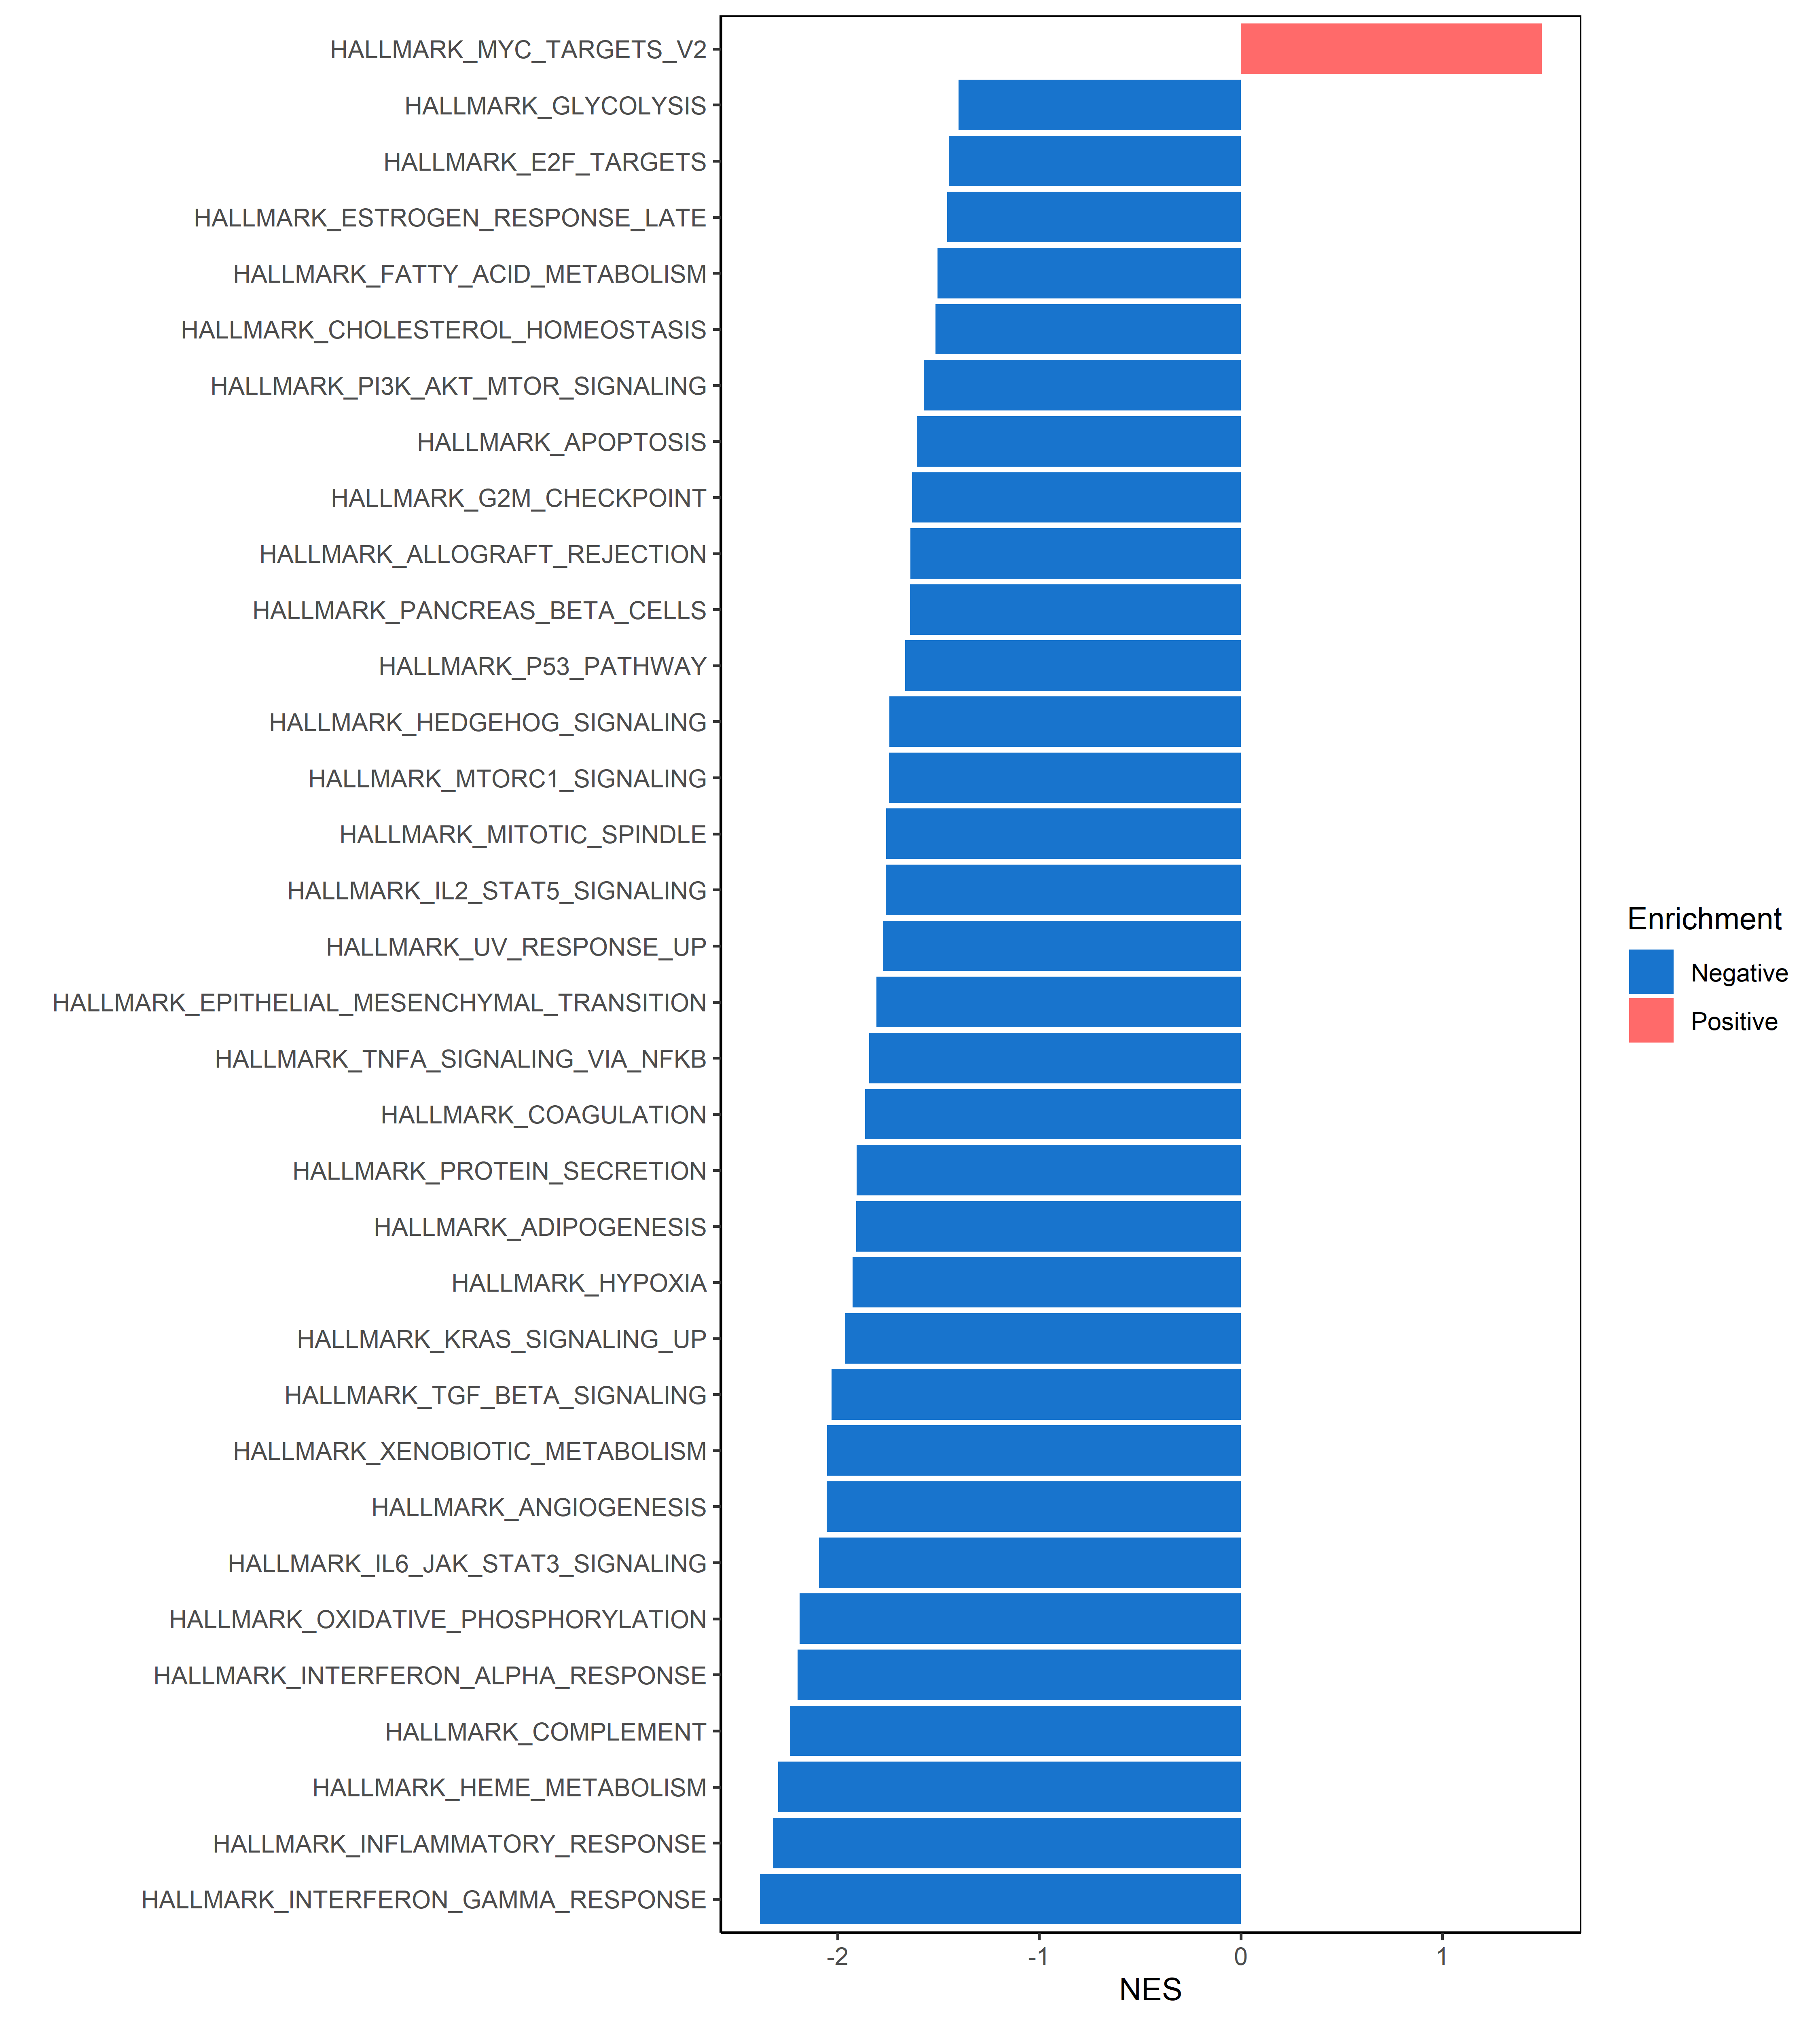 HALLMARK_MYC_TARGETS_V2
HALLMARK_GLYCOLYSIS
HALLMARK_E2F_TARGETS
HALLMARK_ESTROGEN_RESPONSE_LATE
HALLMARK_FATTY_ACID_METABOLISM
HALLMARK_CHOLESTEROL_HOMEOSTASIS
HALLMARK_PI3K_AKT_MTOR_SIGNALING
HALLMARK_APOPTOSIS
HALLMARK_G2M_CHECKPOINT
HALLMARK_ALLOGRAFT_REJECTION
HALLMARK_PANCREAS_BETA_CELLS
HALLMARK_P53_PATHWAY
HALLMARK_HEDGEHOG_SIGNALING
HALLMARK_MTORC1_SIGNALING
HALLMARK_MITOTIC_SPINDLE
HALLMARK_IL2_STAT5_SIGNALING
HALLMARK_UV_RESPONSE_UP
HALLMARK_EPITHELIAL_MESENCHYMAL_TRANSITION
HALLMARK_TNFA_SIGNALING_VIA_NFKB
HALLMARK_COAGULATION
HALLMARK_PROTEIN_SECRETION
HALLMARK_ADIPOGENESIS
HALLMARK_HYPOXIA
HALLMARK_KRAS_SIGNALING_UP
HALLMARK_TGF_BETA_SIGNALING
HALLMARK_XENOBIOTIC_METABOLISM
HALLMARK_ANGIOGENESIS
HALLMARK_IL6_JAK_STAT3_SIGNALING
HALLMARK_OXIDATIVE_PHOSPHORYLATION
HALLMARK_INTERFERON_ALPHA_RESPONSE
HALLMARK_COMPLEMENT
HALLMARK_HEME_METABOLISM
HALLMARK_INFLAMMATORY_RESPONSE
HALLMARK_INTERFERON_GAMMA_RESPONSE
-2 -1 0 1
NES
Enrichment
Negative
Positive